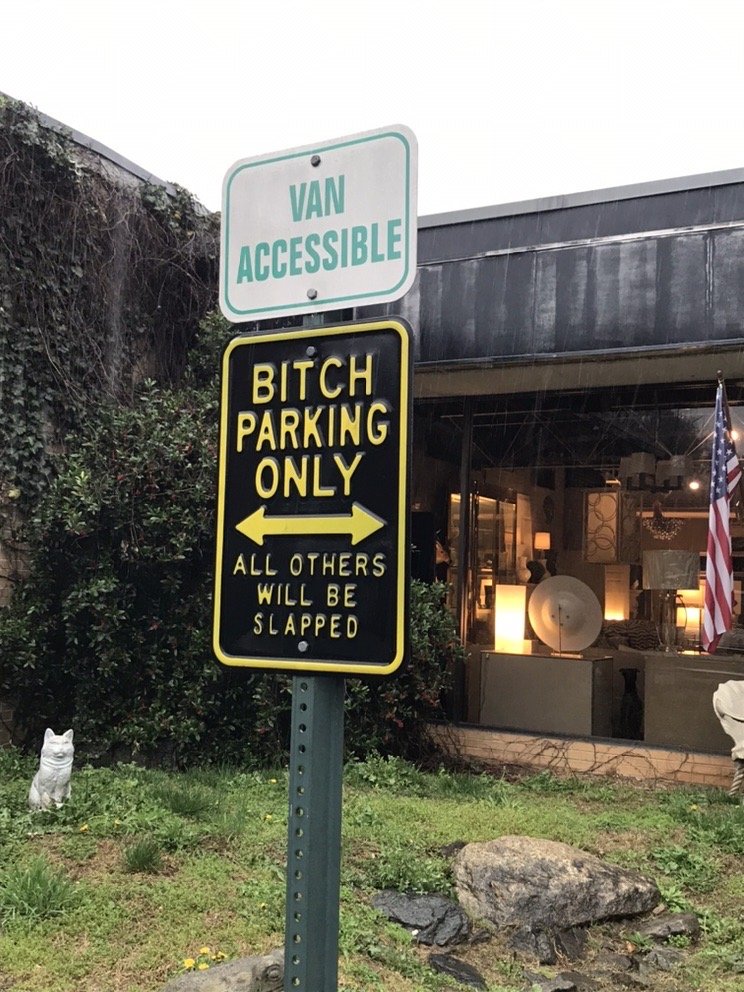 VAN
ACCESSIBLE
BITCH
PARKING
ONLY
ALL OTHERS
WILL BE
SLAPPED